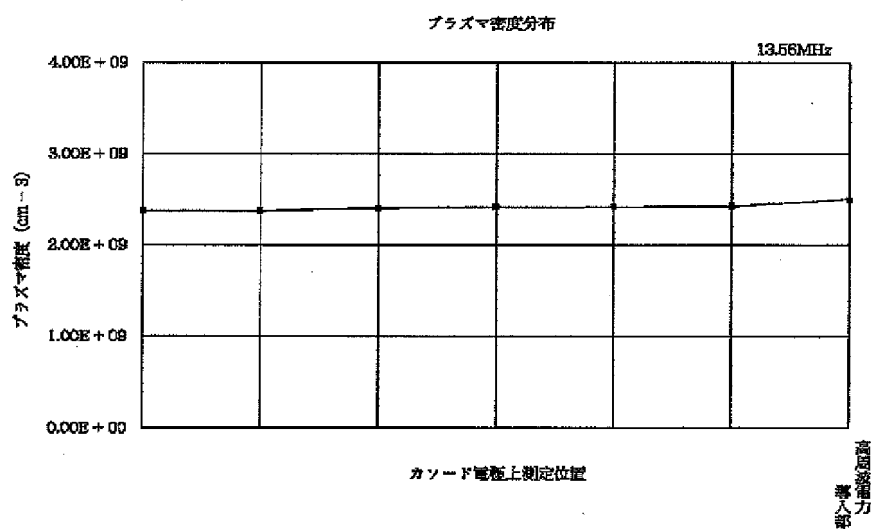 プラズマ密度分布
13.56MHz
4.00E + 09
3.00E + 09
2.00E + 09
1.00E + 09
0.00E + 00
プラズマ密度 (cm - 3)
カソード電極上測定位置
高周波電力
導入部